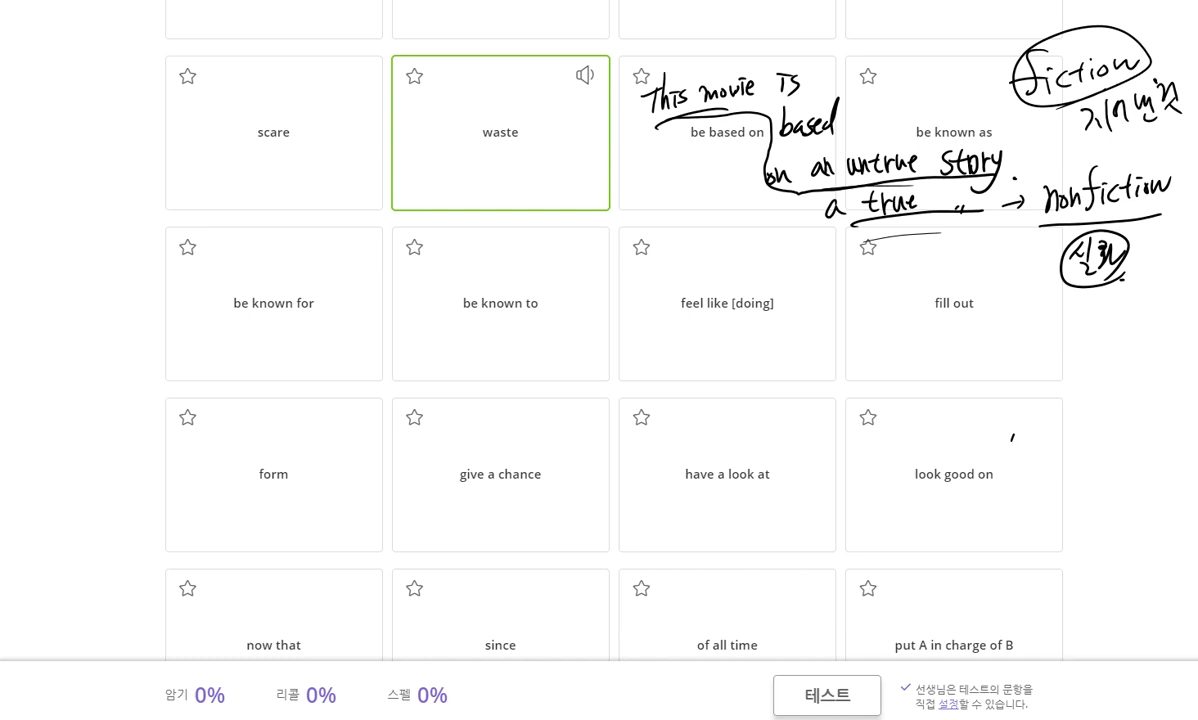 scare
waste
be based on
be known as
This movie is
based
on an untrue story.
a true 〃 → nonfiction
fiction
지어낸 것
실화
be known for
be known to
feel like [doing]
fill out
form
give a chance
have a look at
look good on
now that
since
of all time
put A in charge of B
암기 0%
리콜 0%
스펠 0%
테스트
선생님은 테스트의 문항을
직접 설정할 수 있습니다.